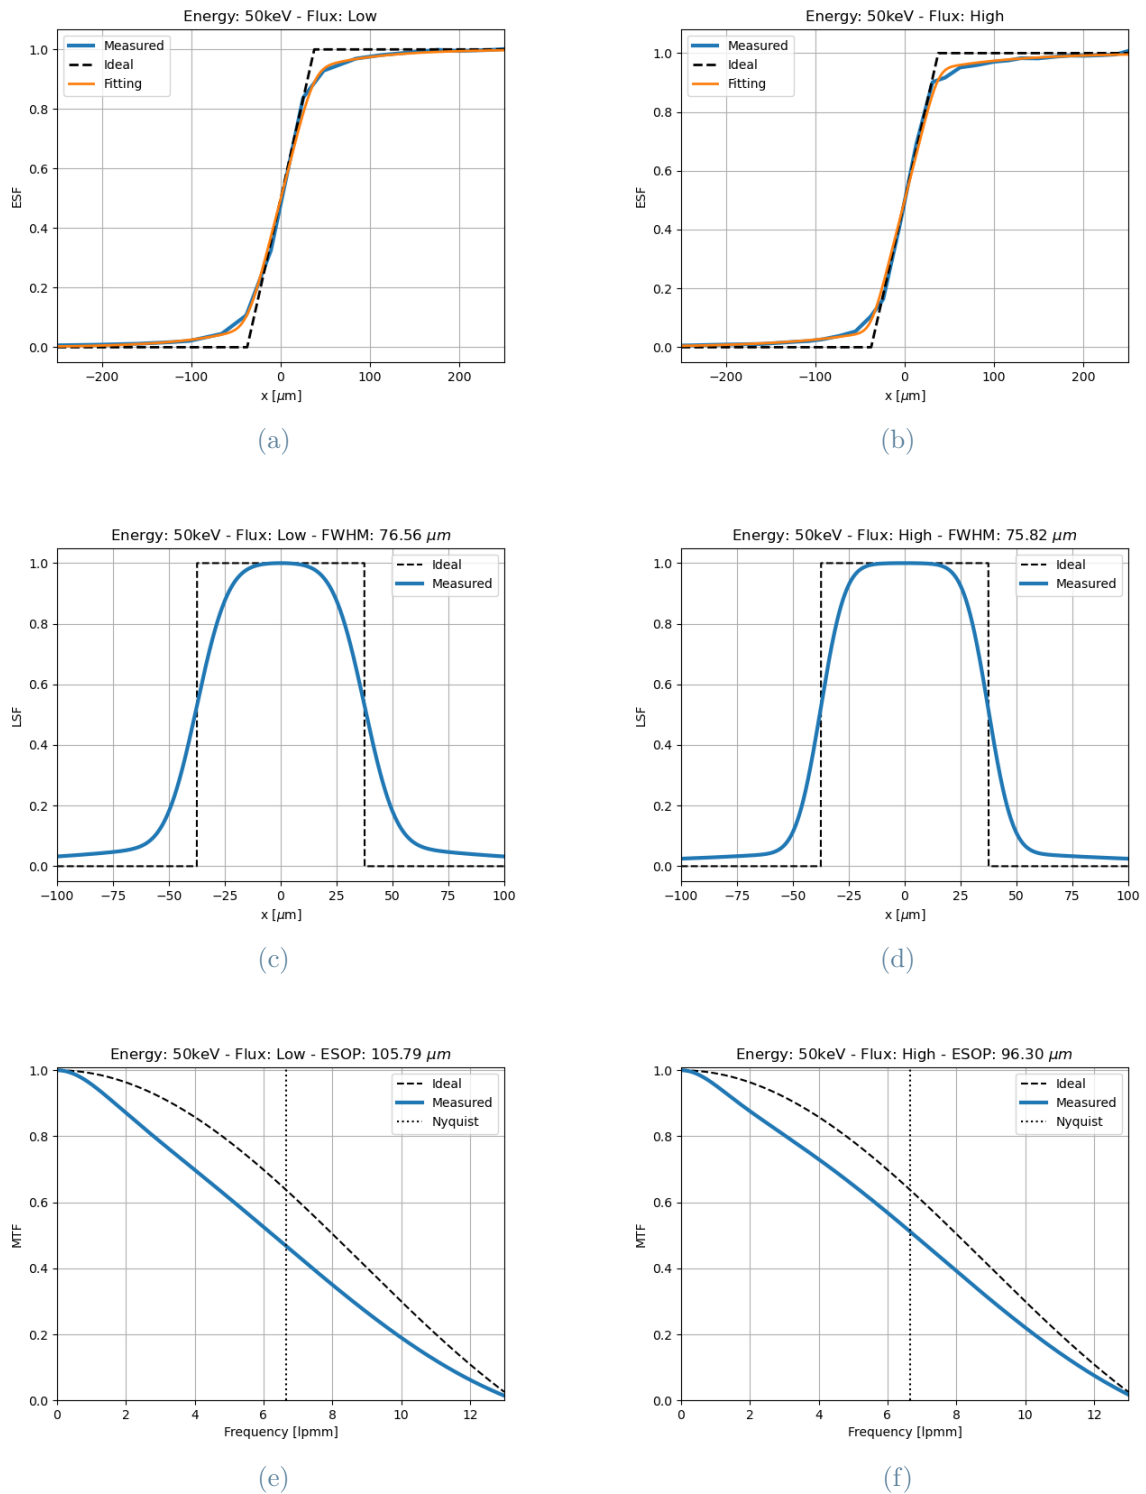 Energy: 50keV - Flux: Low
Measured
Ideal
Fitting
ESF
1.0
0.8
0.6
0.4
0.2
0.0
−200 −100 0 100 200
x [μm]
(a)
Energy: 50keV - Flux: High
Measured
Ideal
Fitting
ESF
1.0
0.8
0.6
0.4
0.2
0.0
−200 −100 0 100 200
x [μm]
(b)
Energy: 50keV - Flux: Low - FWHM: 76.56 μm
Ideal
Measured
LSF
1.0
0.8
0.6
0.4
0.2
0.0
−100 −75 −50 −25 0 25 50 75 100
x [μm]
(c)
Energy: 50keV - Flux: High - FWHM: 75.82 μm
Ideal
Measured
LSF
1.0
0.8
0.6
0.4
0.2
0.0
−100 −75 −50 −25 0 25 50 75 100
x [μm]
(d)
Energy: 50keV - Flux: Low - ESOP: 105.79 μm
Ideal
Measured
Nyquist
MTF
1.0
0.8
0.6
0.4
0.2
0.0
0 2 4 6 8 10 12
Frequency [lpmm]
(e)
Energy: 50keV - Flux: High - ESOP: 96.30 μm
Ideal
Measured
Nyquist
MTF
1.0
0.8
0.6
0.4
0.2
0.0
0 2 4 6 8 10 12
Frequency [lpmm]
(f)